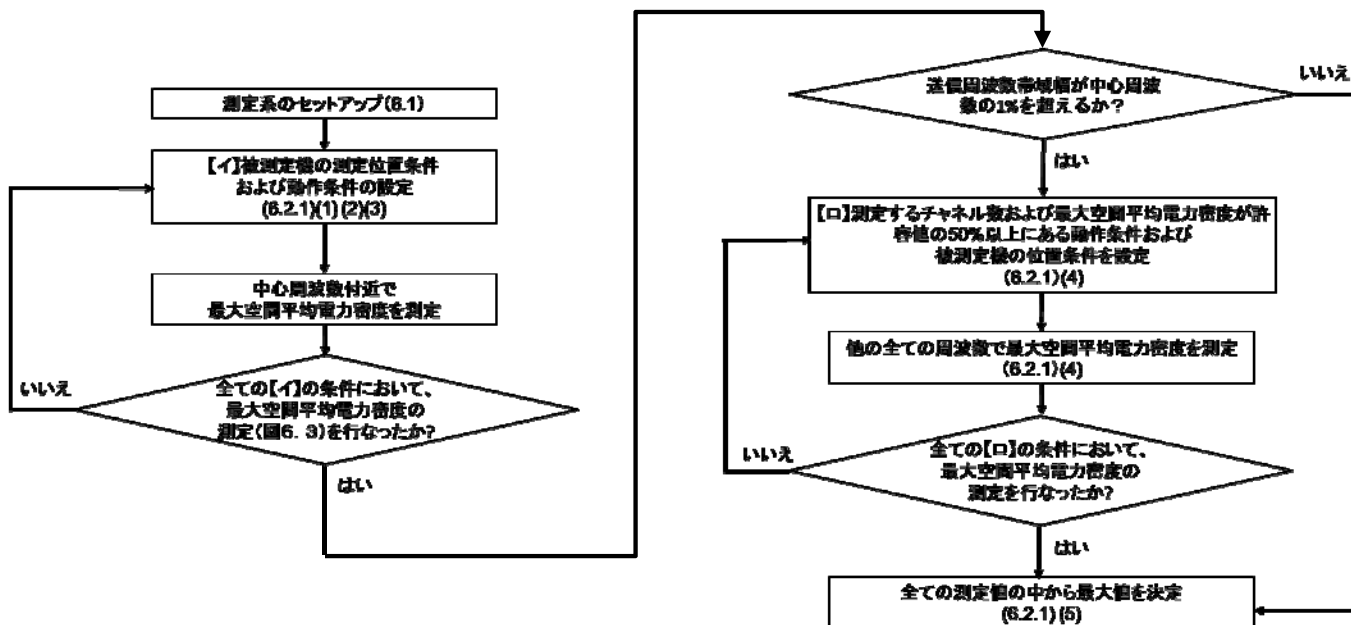 測定系のセットアップ(6.1)
【イ】被測定機の測定位置条件
および動作条件の設定
(6.2.1)(1)(2)(3)
中心周波数付近で
最大空間平均電力密度を測定
全ての【イ】の条件において、
最大空間平均電力密度の
測定(図6. 3)を行なったか?
いいえ
はい
送信周波数帯域幅が中心周波
数の1%を超えるか?
いいえ
はい
【ロ】測定するチャネル数および最大空間平均電力密度が許
容値の50%以上にある動作条件および
被測定機の位置条件を設定
(6.2.1)(4)
他の全ての周波数で最大空間平均電力密度を測定
(6.2.1)(4)
全ての【ロ】の条件において、
最大空間平均電力密度の
測定を行なったか?
いいえ
はい
全ての測定値の中から最大値を決定
(6.2.1)(5)